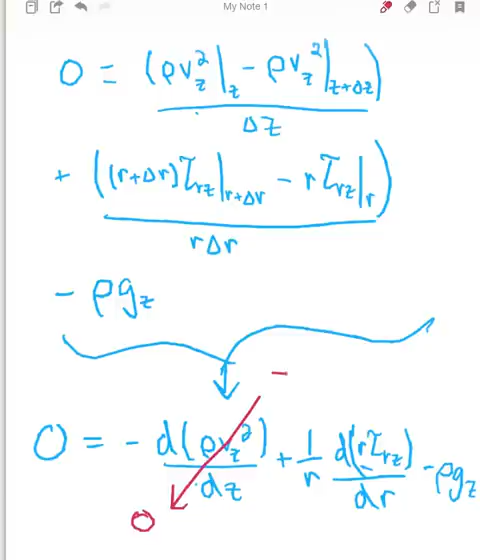 My Note 1
0 = (ρv_z²|_z − ρv_z²|_{z+Δz})
Δz
+ ((r+Δr)τ_rz|_{r+Δr} − rτ_rz|_r)
rΔr
− ρg_z
−
0 = − d(ρv_z²)/dz + 1/r d(rτ_rz)/dr − ρg_z
0